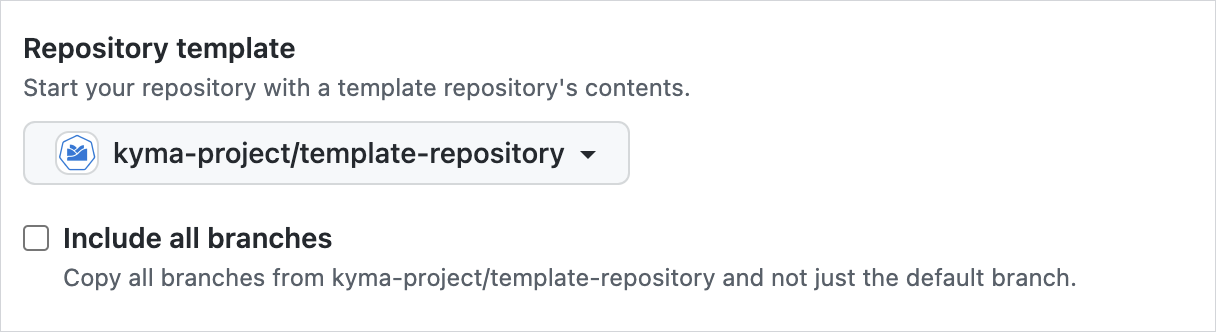 Repository template
Start your repository with a template repository's contents.
kyma-project/template-repository
Include all branches
Copy all branches from kyma-project/template-repository and not just the default branch.